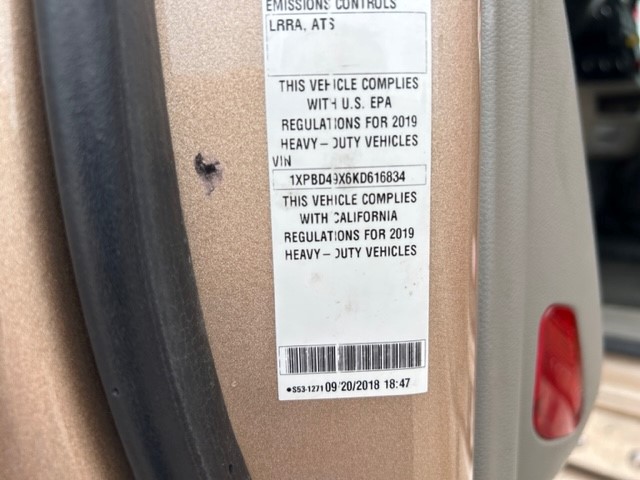 EMISSIONS CONTROLS
LRRA, ATS
THIS VEHICLE COMPLIES
WITH U.S. EPA
REGULATIONS FOR 2019
HEAVY-DUTY VEHICLES
VIN
1XPBD49X6KD616834
THIS VEHICLE COMPLIES
WITH CALIFORNIA
REGULATIONS FOR 2019
HEAVY-DUTY VEHICLES
•S53-1271 09/20/2018 18:47